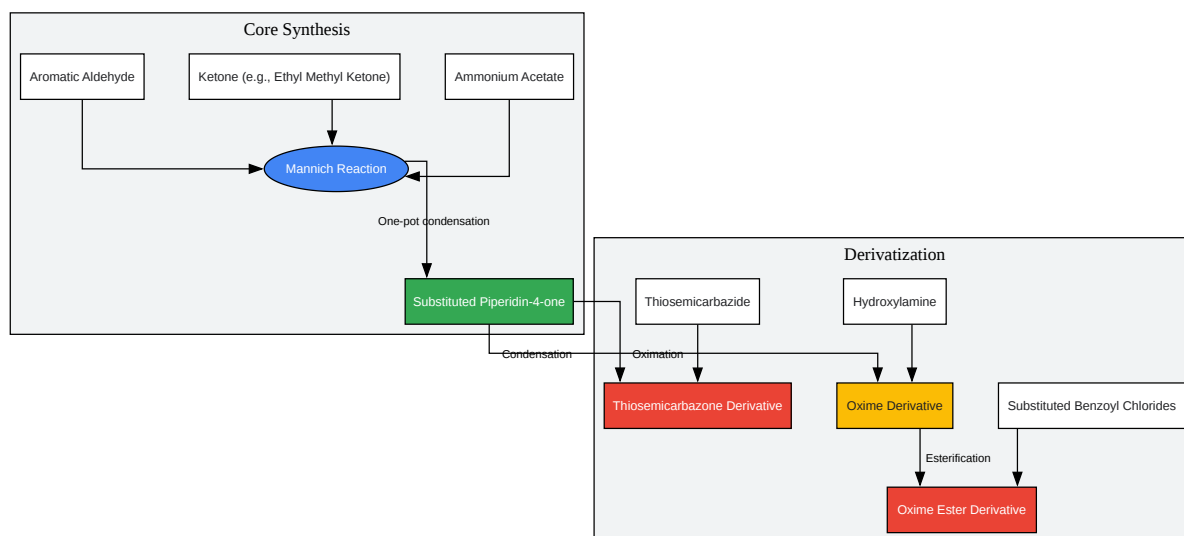 Core Synthesis
Aromatic Aldehyde
Ketone (e.g., Ethyl Methyl Ketone)
Ammonium Acetate
Mannich Reaction
One-pot condensation
Substituted Piperidin-4-one
Derivatization
Thiosemicarbazide
Hydroxylamine
Condensation
Oximation
Thiosemicarbazone Derivative
Oxime Derivative
Substituted Benzoyl Chlorides
Esterification
Oxime Ester Derivative